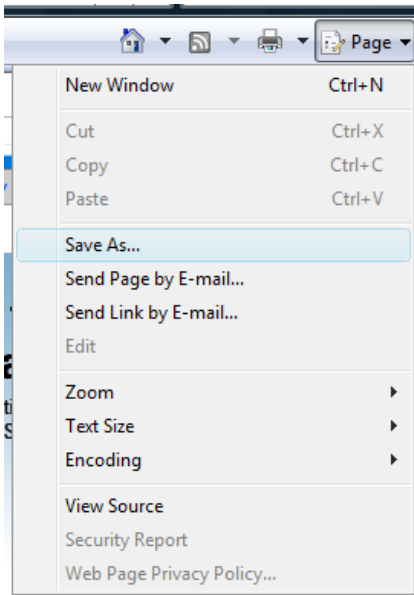 Page
New Window Ctrl+N
Cut Ctrl+X
Copy Ctrl+C
Paste Ctrl+V
Save As...
Send Page by E-mail...
Send Link by E-mail...
Edit
Zoom
Text Size
Encoding
View Source
Security Report
Web Page Privacy Policy...